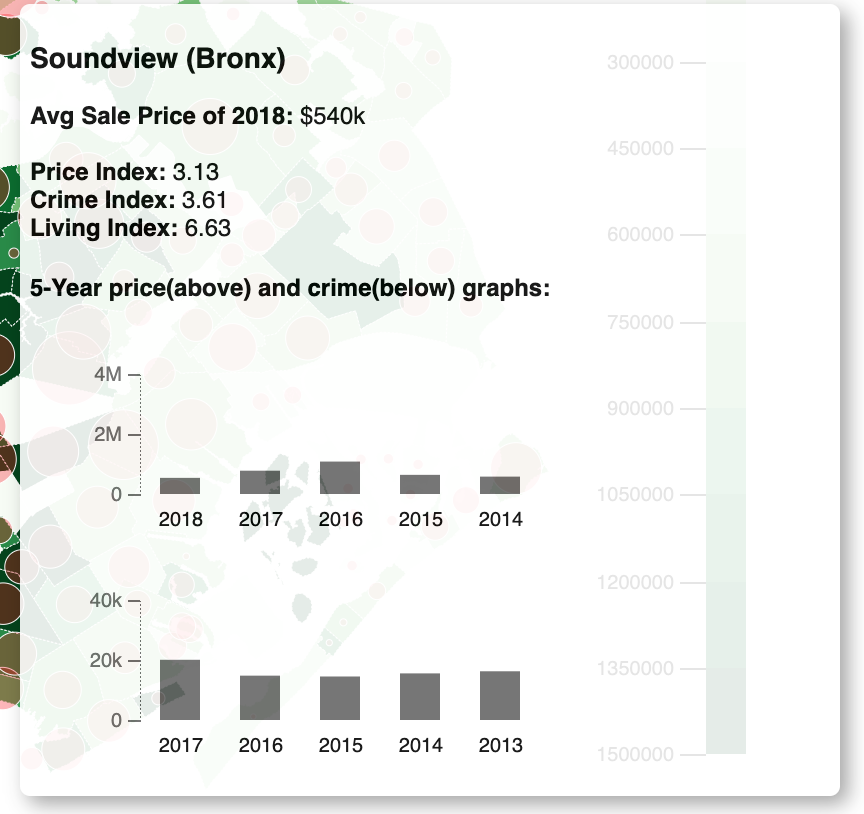 Soundview (Bronx)
Avg Sale Price of 2018: $540k
Price Index: 3.13
Crime Index: 3.61
Living Index: 6.63
5-Year price(above) and crime(below) graphs:
4M
2M
0
2018 2017 2016 2015 2014
40k
20k
0
2017 2016 2015 2014 2013
300000
450000
600000
750000
900000
1050000
1200000
1350000
1500000